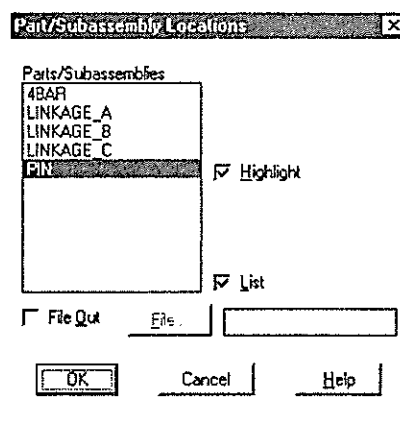 Part/Subassembly Locations
Parts/Subassemblies
4BAR
LINKAGE_A
LINKAGE_B
LINKAGE_C
PIN
Highlight
List
File Out
File..
OK
Cancel
Help